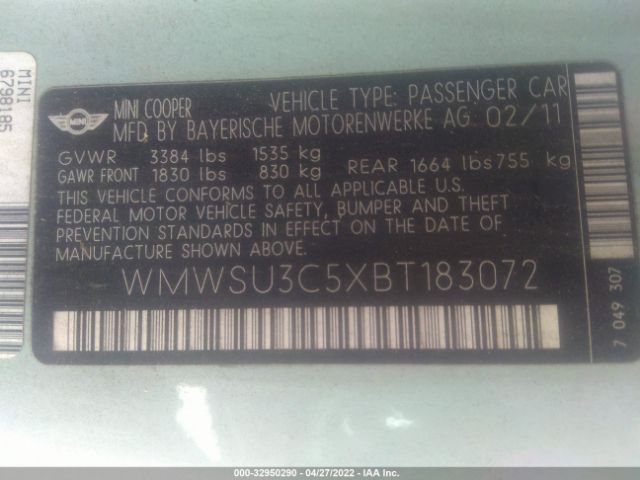 MINI
6798185
MINI
MINI COOPER
VEHICLE TYPE: PASSENGER CAR
MFD BY BAYERISCHE MOTORENWERKE AG 02/11
GVWR 3384 lbs 1535 kg
GAWR FRONT 1830 lbs 830 kg REAR 1664 lbs 755 kg
THIS VEHICLE CONFORMS TO ALL APPLICABLE U.S.
FEDERAL MOTOR VEHICLE SAFETY, BUMPER AND THEFT
PREVENTION STANDARDS IN EFFECT ON THE DATE OF
MANUFACTURE SHOWN ABOVE.
WMWSU3C5XBT183072
7 049 307
000-32950290 - 04/27/2022 - IAA Inc.